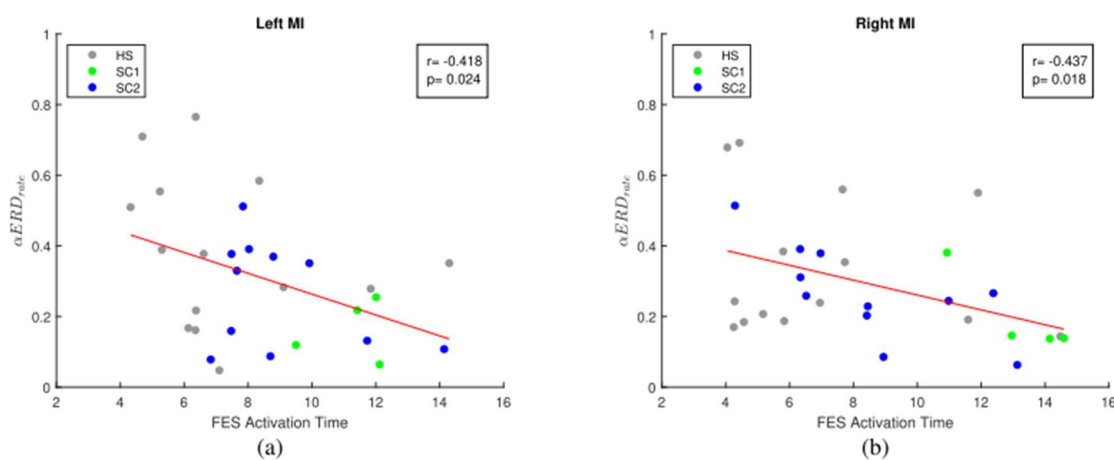 Left MI
1
0.8
0.6
0.4
0.2
0
αERD_rate
HS
SC1
SC2
r= -0.418
p= 0.024
2 4 6 8 10 12 14 16
FES Activation Time
(a)
Right MI
1
0.8
0.6
0.4
0.2
0
αERD_rate
HS
SC1
SC2
r= -0.437
p= 0.018
2 4 6 8 10 12 14 16
FES Activation Time
(b)